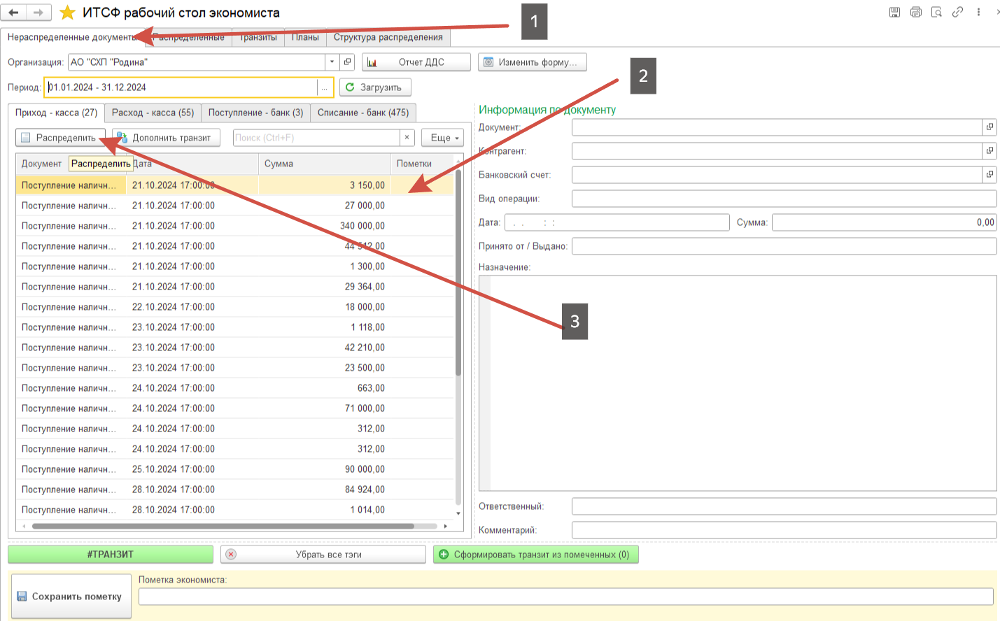 ИТСФ рабочий стол экономиста
1
Нераспределенные документы Распределенные Транзиты Планы Структура распределения
Организация: АО "СХП "Родина" Отчет ДДС Изменить форму...
Период: 01.01.2024 - 31.12.2024 ... Загрузить
2
Приход - касса (27) Расход - касса (55) Поступление - банк (3) Списание - банк (475)
Распределить Дополнить транзит Поиск (Ctrl+F) × Еще
Документ Распределить Дата Сумма Пометки
Поступление наличн... 21.10.2024 17:00:00 3 150,00
Поступление наличн... 21.10.2024 17:00:00 27 000,00
Поступление наличн... 21.10.2024 17:00:00 340 000,00
Поступление наличн... 21.10.2024 17:00:00
Поступление наличн... 21.10.2024 17:00:00 1 300,00
Поступление наличн... 21.10.2024 17:00:00 29 364,00
Поступление наличн... 22.10.2024 17:00:00 18 000,00
Поступление наличн... 23.10.2024 17:00:00 1 118,00
Поступление наличн... 23.10.2024 17:00:00 42 210,00
Поступление наличн... 23.10.2024 17:00:00 23 500,00
Поступление наличн... 24.10.2024 17:00:00 663,00
Поступление наличн... 24.10.2024 17:00:00 71 000,00
Поступление наличн... 24.10.2024 17:00:00 312,00
Поступление наличн... 24.10.2024 17:00:00 312,00
Поступление наличн... 25.10.2024 17:00:00 90 000,00
Поступление наличн... 28.10.2024 17:00:00 84 924,00
Поступление наличн... 28.10.2024 17:00:00 1 014,00
Информация по документу
Документ:
Контрагент:
Банковский счет:
Вид операции:
Дата: . . : : Сумма: 0,00
Принято от / Выдано:
Назначение:
3
Ответственный:
Комментарий:
#ТРАНЗИТ Убрать все тэги Сформировать транзит из помеченных (0)
Сохранить пометку
Пометка экономиста: